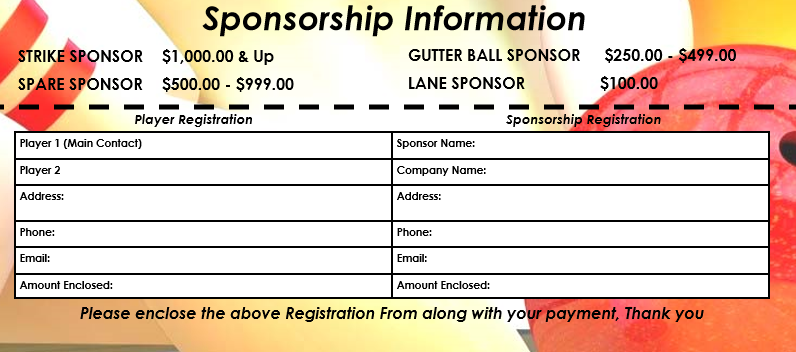 Sponsorship Information
STRIKE SPONSOR $1,000.00 & Up GUTTER BALL SPONSOR $250.00 - $499.00
SPARE SPONSOR $500.00 - $999.00 LANE SPONSOR $100.00
Player Registration Sponsorship Registration
Player 1 (Main Contact) Sponsor Name:
Player 2 Company Name:
Address: Address:
Phone: Phone:
Email: Email:
Amount Enclosed: Amount Enclosed:
Please enclose the above Registration From along with your payment, Thank you